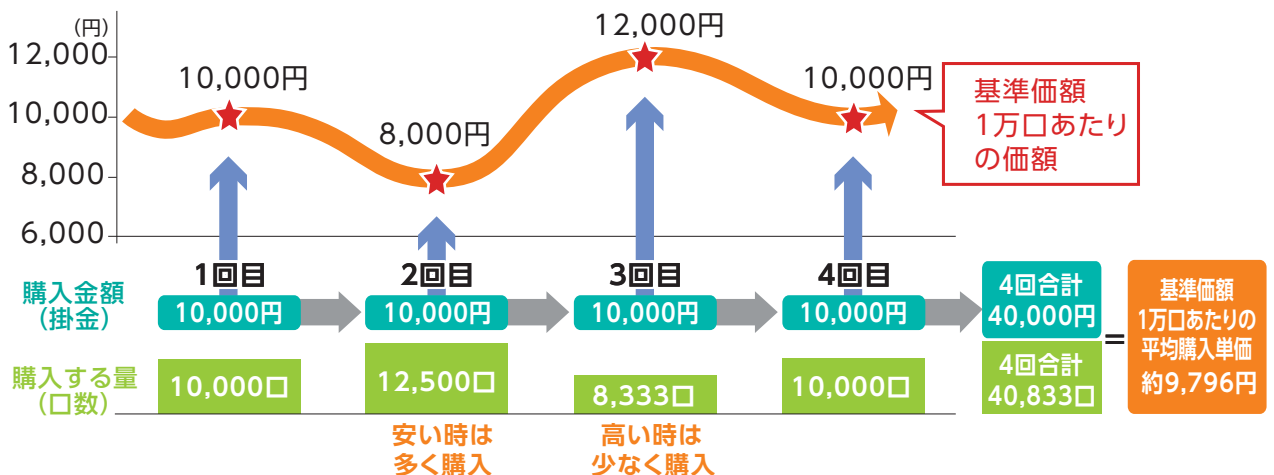 （円）
12,000
10,000
8,000
6,000
10,000円
8,000円
12,000円
10,000円
基準価額
1万口あたり
の価額
1回目
2回目
3回目
4回目
購入金額
（掛金）
10,000円
10,000円
10,000円
10,000円
4回合計
40,000円
購入する量
（口数）
10,000口
12,500口
8,333口
10,000口
4回合計
40,833口
=
基準価額
1万口あたりの
平均購入単価
約9,796円
安い時は
多く購入
高い時は
少なく購入